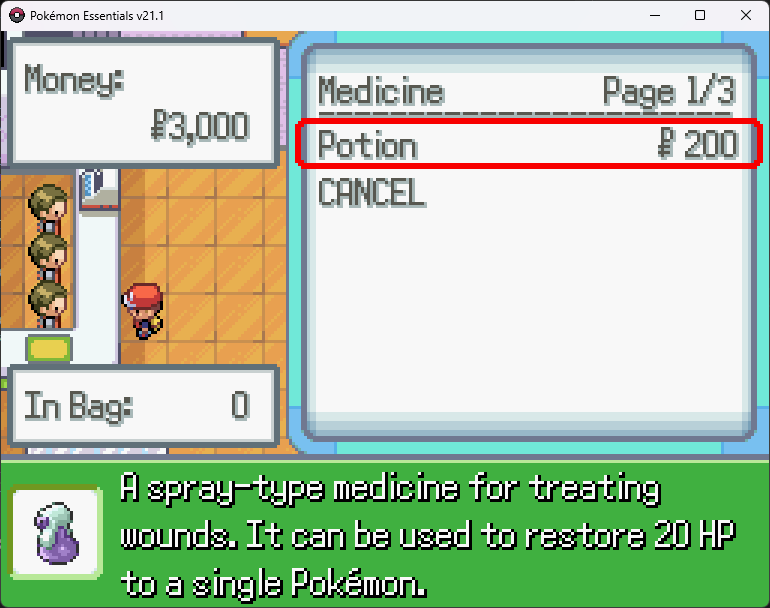 Pokémon Essentials v21.1
Money:
₽3,000
Medicine Page 1/3
Potion ₽ 200
CANCEL
In Bag: 0
A spray-type medicine for treating
wounds. It can be used to restore 20 HP
to a single Pokémon.